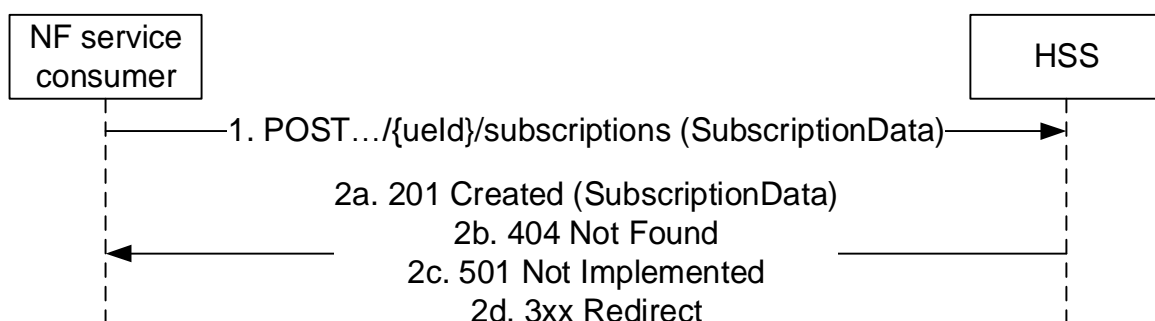 NF service
consumer
HSS
1. POST…/{ueId}/subscriptions (SubscriptionData)
2a. 201 Created (SubscriptionData)
2b. 404 Not Found
2c. 501 Not Implemented
2d. 3xx Redirect